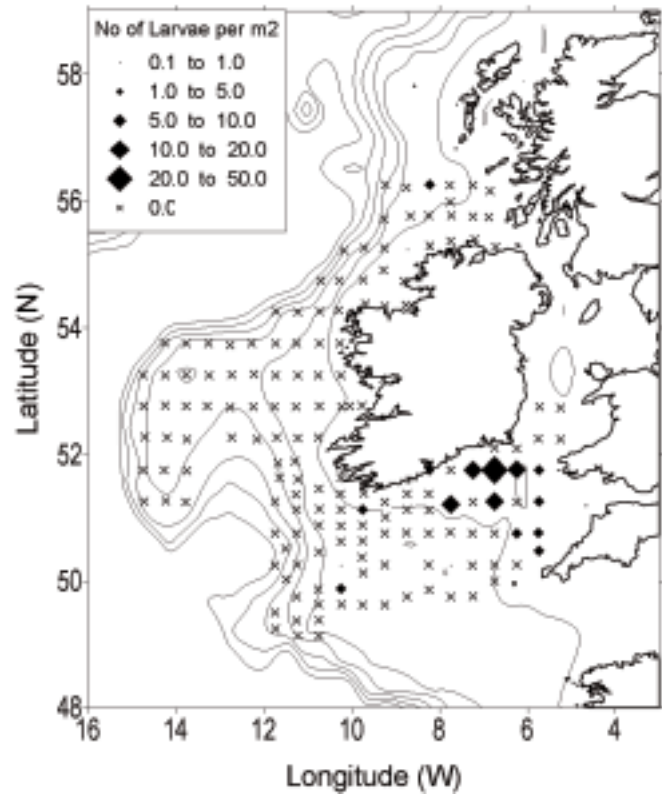 No of Larvae per m2
0.1 to 1.0
1.0 to 5.0
5.0 to 10.0
10.0 to 20.0
20.0 to 50.0
0.0
58
56
54
52
50
48
Latitude (N)
16 14 12 10 8 6 4
Longitude (W)